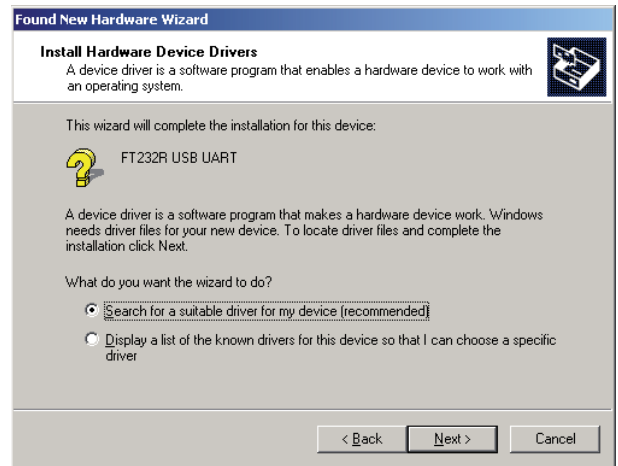 Found New Hardware Wizard
Install Hardware Device Drivers
A device driver is a software program that enables a hardware device to work with
an operating system.
This wizard will complete the installation for this device:
FT232R USB UART
A device driver is a software program that makes a hardware device work. Windows
needs driver files for your new device. To locate driver files and complete the
installation click Next.
What do you want the wizard to do?
Search for a suitable driver for my device (recommended)
Display a list of the known drivers for this device so that I can choose a specific
driver
< Back Next > Cancel